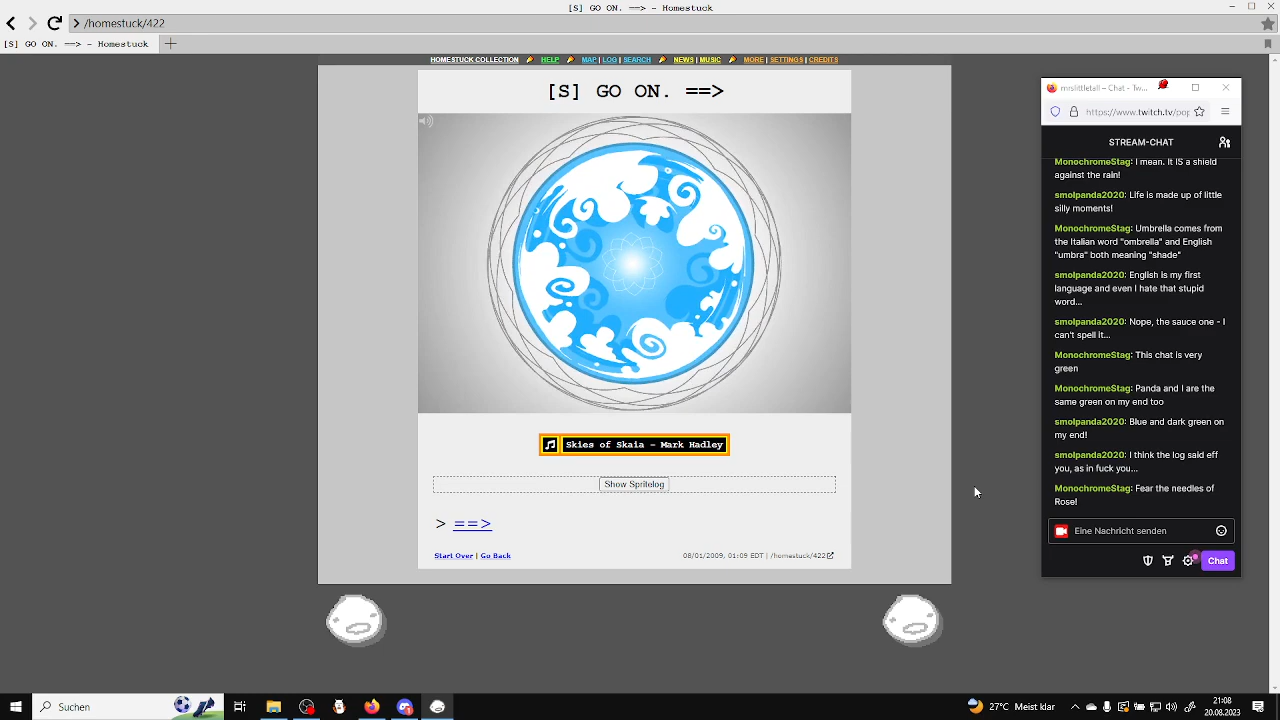 [S] GO ON. ==> - Homestuck
/homestuck/422
[S] GO ON. ==> - Homestuck
HOMESTUCK COLLECTION HELP MAP | LOG | SEARCH NEWS | MUSIC MORE | SETTINGS | CREDITS
[S] GO ON. ==>
Skies of Skaia - Mark Hadley
Show Spritelog
> ==>
Start Over | Go Back
08/01/2009, 01:09 EDT | /homestuck/422
mrslittletall – Chat - Tw...
https://www.twitch.tv/pop
STREAM-CHAT
MonochromeStag: I mean. It IS a shield
against the rain!
smolpanda2020: Life is made up of little
silly moments!
MonochromeStag: Umbrella comes from
the Italian word "ombrella" and English
"umbra" both meaning "shade"
smolpanda2020: English is my first
language and even I hate that stupid
word...
smolpanda2020: Nope, the sauce one - I
can't spell it...
MonochromeStag: This chat is very
green
MonochromeStag: Panda and I are the
same green on my end too
smolpanda2020: Blue and dark green on
my end!
smolpanda2020: I think the log said eff
you, as in fuck you...
MonochromeStag: Fear the needles of
Rose!
Eine Nachricht senden
Chat
Suchen
27°C Meist klar
21:08
20.08.2023